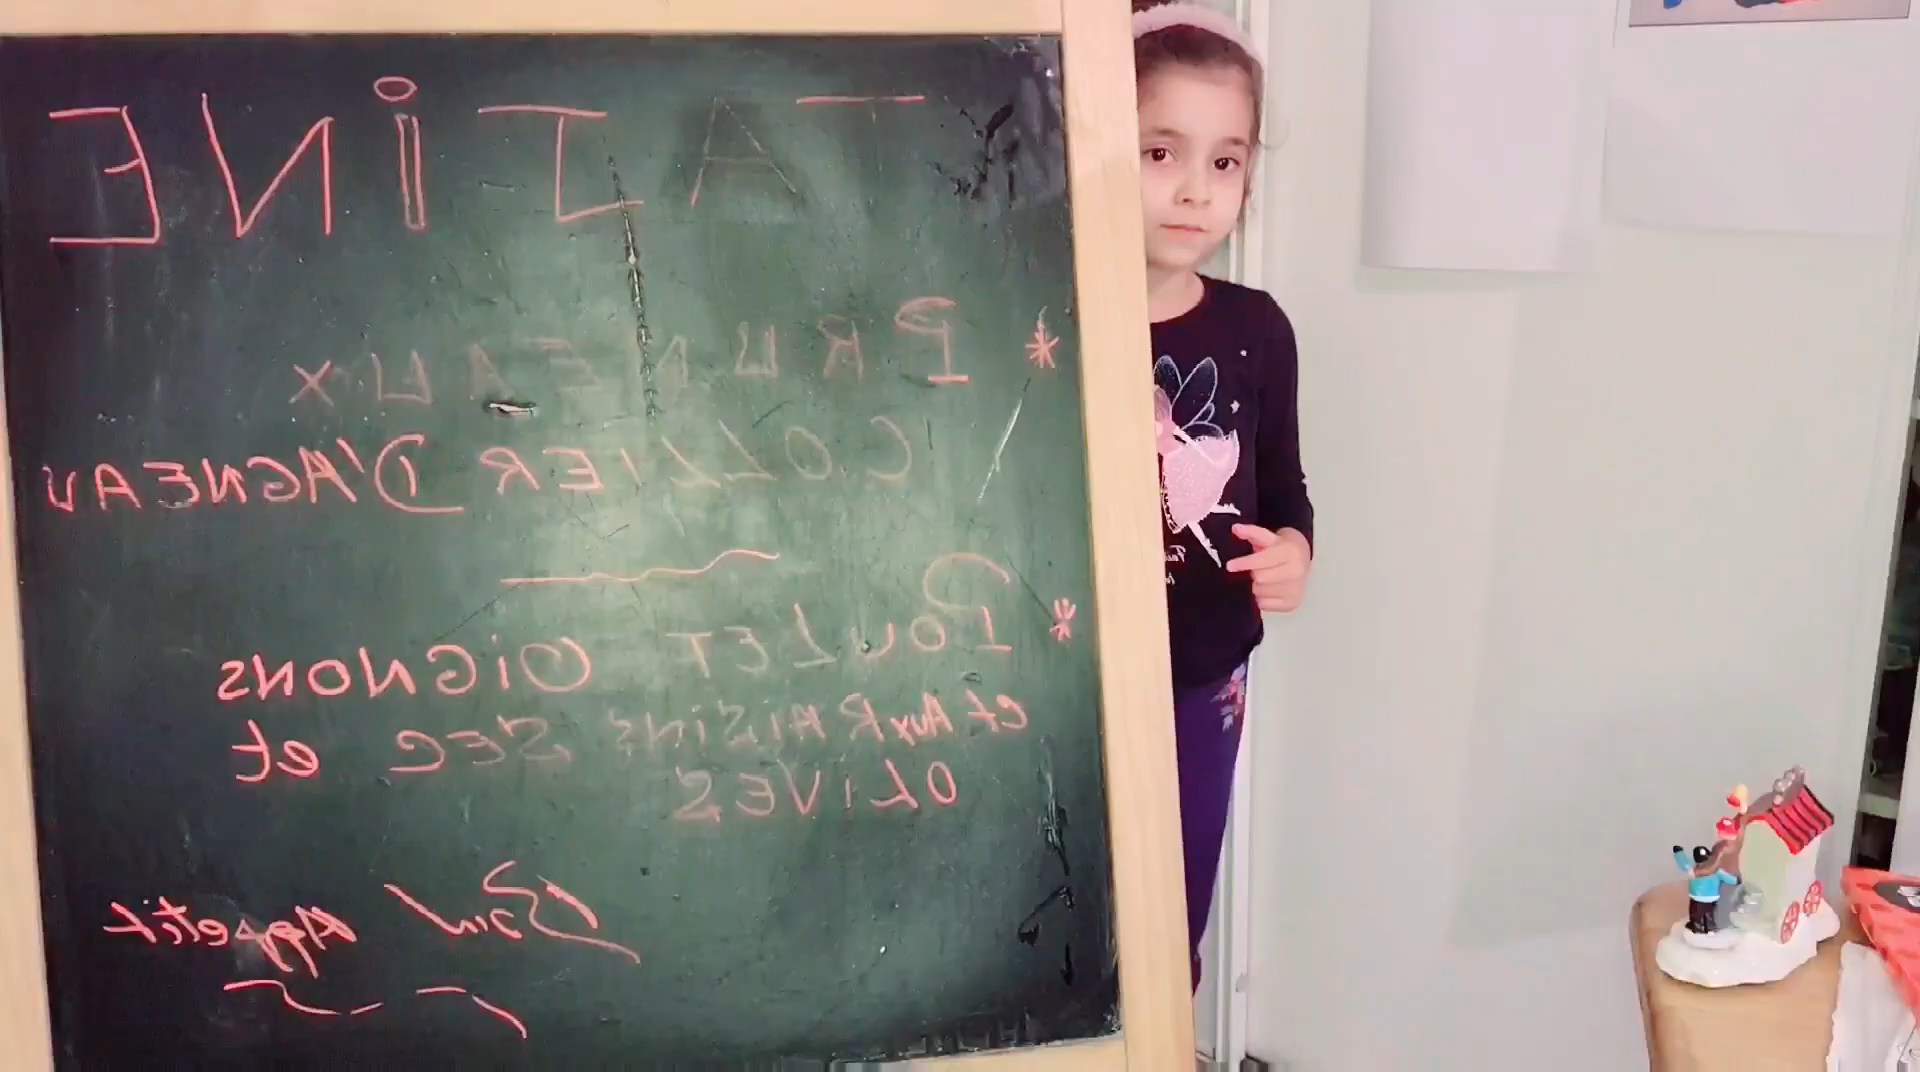 TAJINE
* PRUNEAUX
COLLIER D'AGNEAU
* POULET OIGNONS
et AUX RAISINS SEC et
OLIVES
Bon Appetit